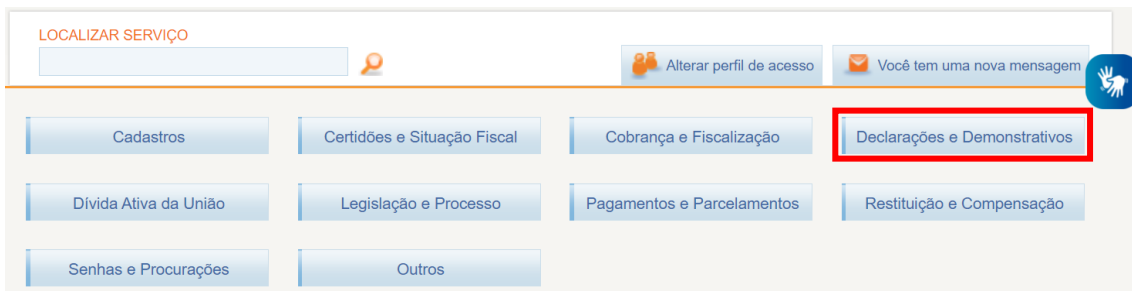 LOCALIZAR SERVIÇO
Alterar perfil de acesso
Você tem uma nova mensagem
Cadastros
Certidões e Situação Fiscal
Cobrança e Fiscalização
Declarações e Demonstrativos
Dívida Ativa da União
Legislação e Processo
Pagamentos e Parcelamentos
Restituição e Compensação
Senhas e Procurações
Outros